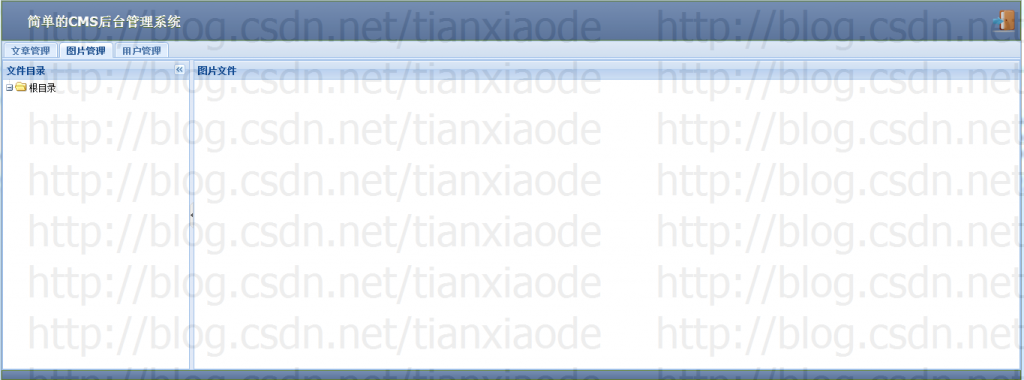 简单的CMS后台管理系统
文章管理 图片管理 用户管理
文件目录 图片文件
根目录
http://blog.csdn.net/tianxiaode http://blog.csdn.net/tianxiaode
http://blog.csdn.net/tianxiaode http://blog.csdn.net
http://blog.csdn.net/tianxiaode http://blog.csdn.net
http://blog.csdn.net/tianxiaode http://blog.csdn.net
http://blog.csdn.net/tianxiaode http://blog.csdn.net
http://blog.csdn.net/tianxiaode http://blog.csdn.net
http://blog.csdn.net/tianxiaode http://blog.csdn.net